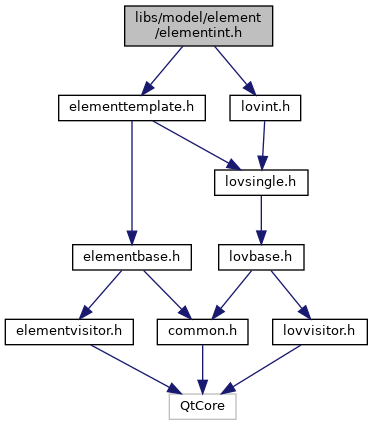 libs/model/element
/elementint.h
elementtemplate.h
lovint.h
lovsingle.h
elementbase.h
lovbase.h
elementvisitor.h
common.h
lovvisitor.h
QtCore